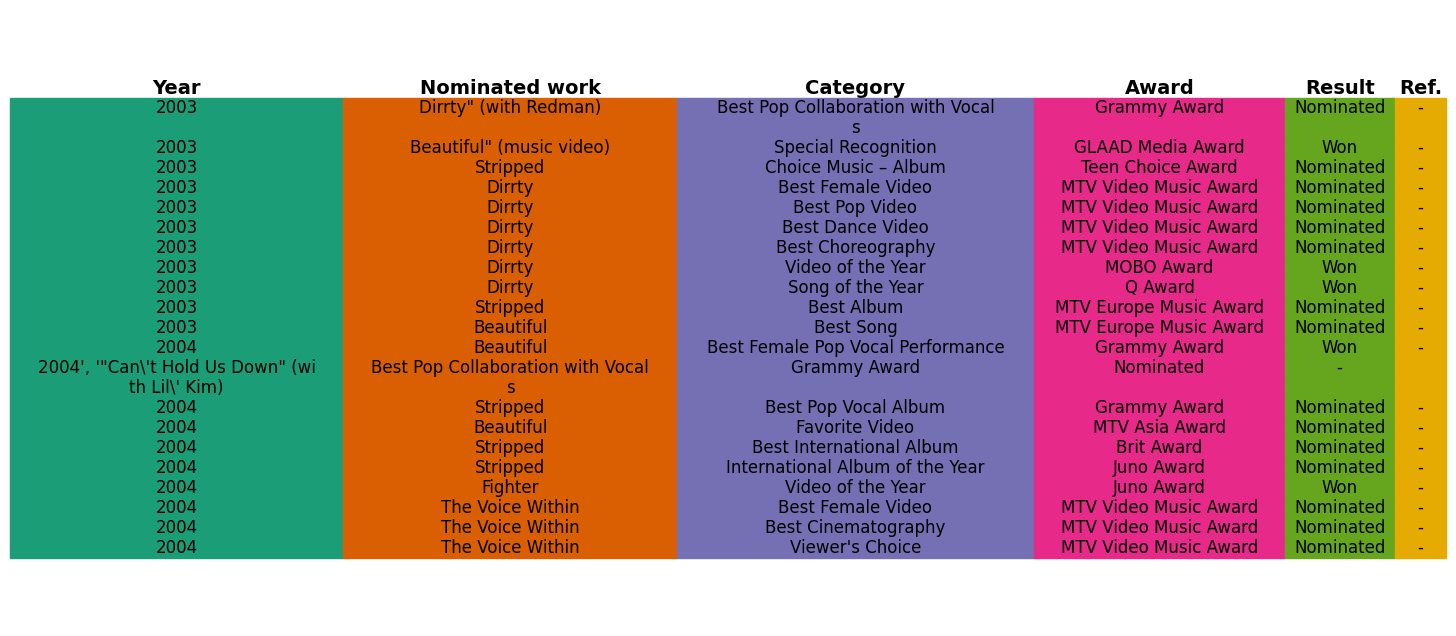 Year Nominated work Category Award Result Ref.
2003 Dirrty" (with Redman) Best Pop Collaboration with Vocal Grammy Award Nominated -
s
2003 Beautiful" (music video) Special Recognition GLAAD Media Award Won -
2003 Stripped Choice Music – Album Teen Choice Award Nominated -
2003 Dirrty Best Female Video MTV Video Music Award Nominated -
2003 Dirrty Best Pop Video MTV Video Music Award Nominated -
2003 Dirrty Best Dance Video MTV Video Music Award Nominated -
2003 Dirrty Best Choreography MTV Video Music Award Nominated -
2003 Dirrty Video of the Year MOBO Award Won -
2003 Dirrty Song of the Year Q Award Won -
2003 Stripped Best Album MTV Europe Music Award Nominated -
2003 Beautiful Best Song MTV Europe Music Award Nominated -
2004 Beautiful Best Female Pop Vocal Performance Grammy Award Won -
2004', '"Can\'t Hold Us Down" (wi Best Pop Collaboration with Vocal Grammy Award Nominated -
th Lil\' Kim) s
2004 Stripped Best Pop Vocal Album Grammy Award Nominated -
2004 Beautiful Favorite Video MTV Asia Award Nominated -
2004 Stripped Best International Album Brit Award Nominated -
2004 Stripped International Album of the Year Juno Award Nominated -
2004 Fighter Video of the Year Juno Award Won -
2004 The Voice Within Best Female Video MTV Video Music Award Nominated -
2004 The Voice Within Best Cinematography MTV Video Music Award Nominated -
2004 The Voice Within Viewer's Choice MTV Video Music Award Nominated -